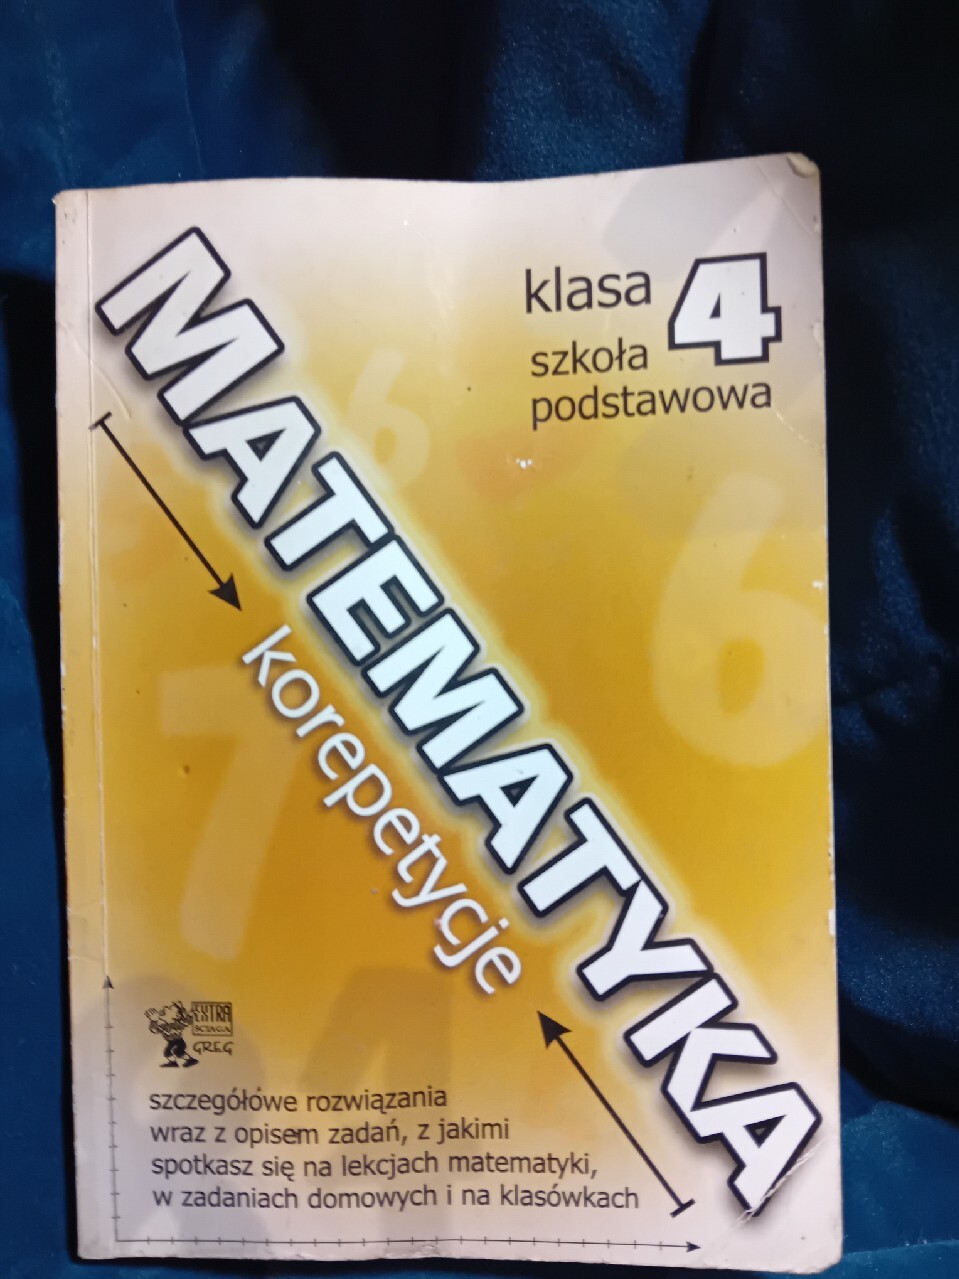 klasa 4
szkoła
podstawowa
MATEMATYKA
korepetycje
EXTRA
ŚCIĄGA
GREG
szczegółowe rozwiązania
wraz z opisem zadań, z jakimi
spotkasz się na lekcjach matematyki,
w zadaniach domowych i na klasówkach